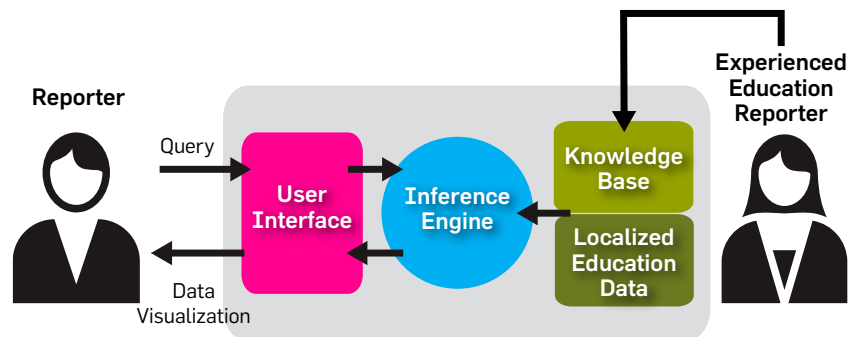 Reporter
Query
Data
Visualization
User
Interface
Inference
Engine
Knowledge
Base
Localized
Education
Data
Experienced
Education
Reporter